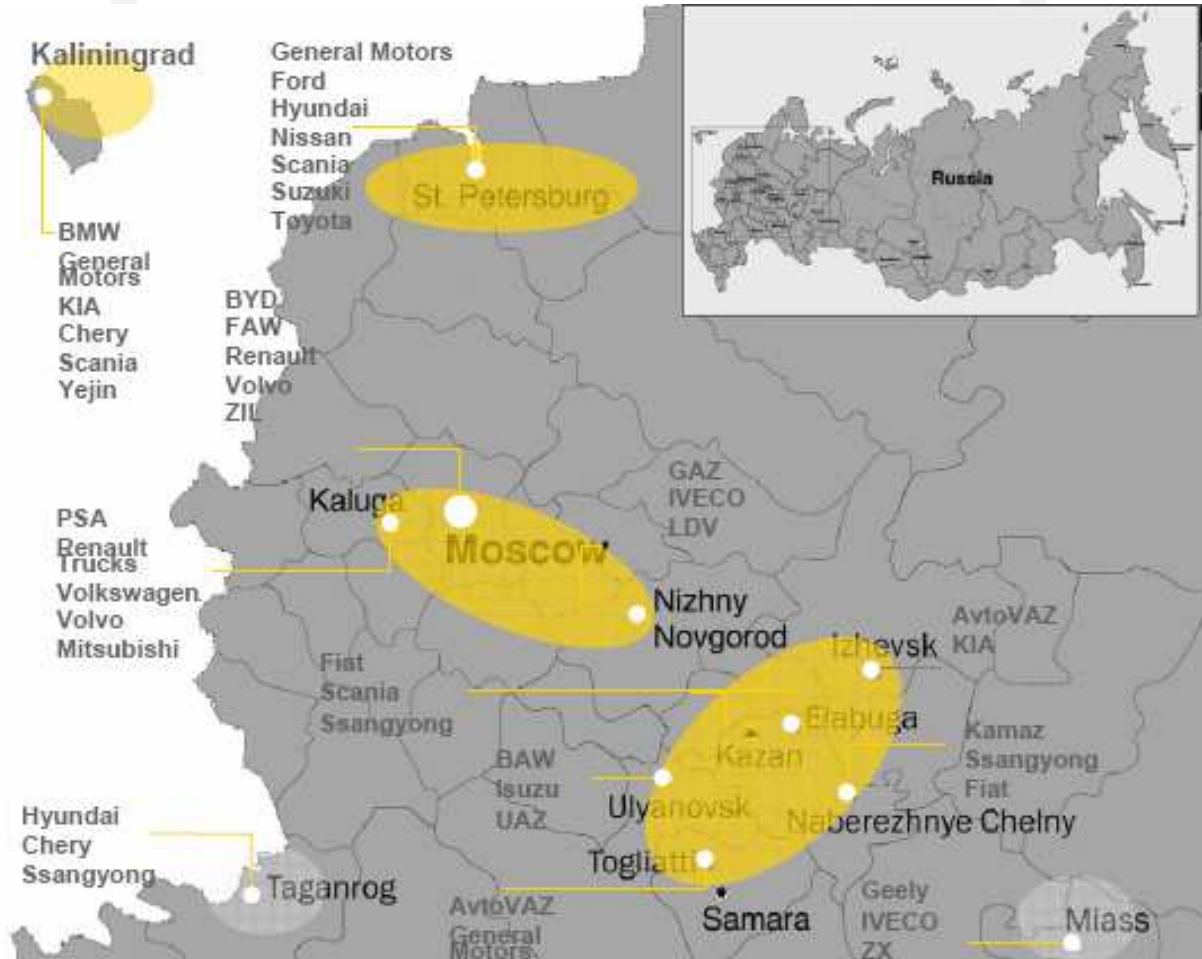 Kaliningrad
BMW
General
Motors
KIA
Chery
Scania
Yejin
General Motors
Ford
Hyundai
Nissan
Scania
Suzuki
Toyota
St. Petersburg
Russia
BYD
FAW
Renault
Volvo
ZIL
Kaluga
Moscow
PSA
Renault
Trucks
Volkswagen
Volvo
Mitsubishi
GAZ
IVECO
LDV
Nizhny
Novgorod
AvtoVAZ
KIA
Izhevsk
Fiat
Scania
Ssangyong
Elabuga
Kazan
Kamaz
Ssangyong
Fiat
BAW
Isuzu
UAZ
Ulyanovsk
Naberezhnye Chelny
Hyundai
Chery
Ssangyong
Taganrog
Togliatti
Samara
AvtoVAZ
General
Motors
Geely
IVECO
ZX
Miass